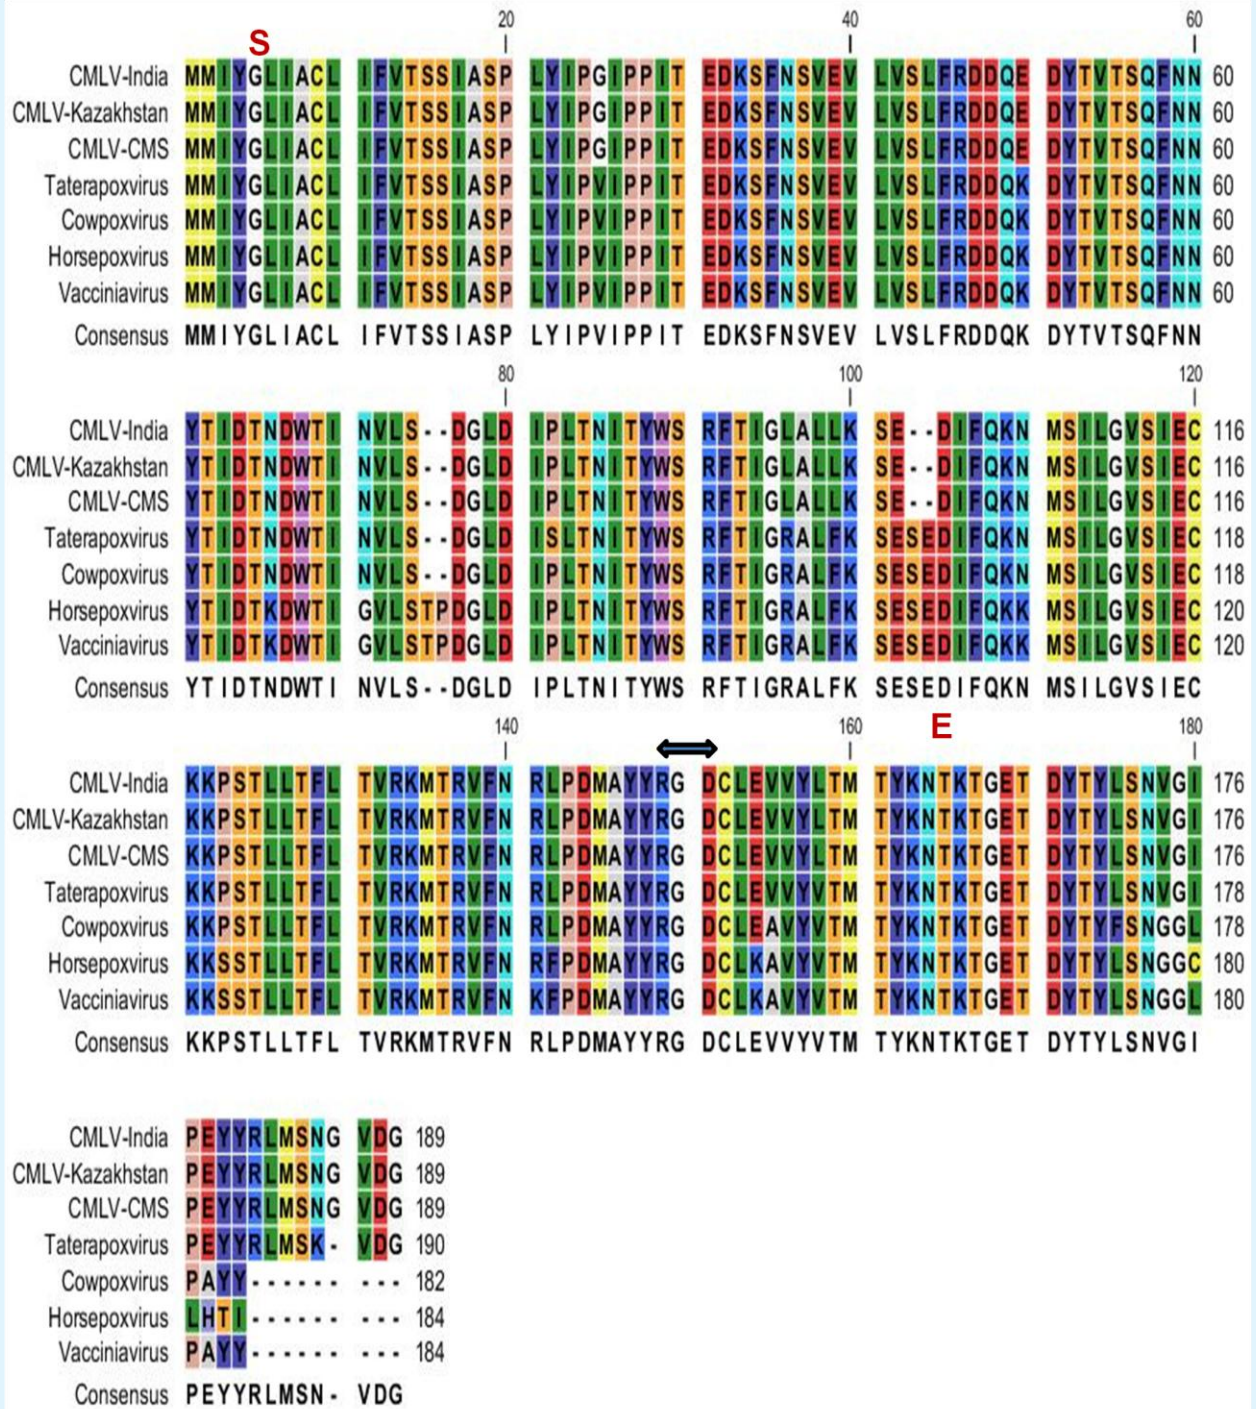 20 40 60
S
CMLV-India MMIYGLIACL IFVTSSIASP LYIPGIPPIT EDKSFNSVEV LVSLFRDDQE DYTVTSQFNN 60
CMLV-Kazakhstan MMIYGLIACL IFVTSSIASP LYIPGIPPIT EDKSFNSVEV LVSLFRDDQE DYTVTSQFNN 60
CMLV-CMS MMIYGLIACL IFVTSSIASP LYIPGIPPIT EDKSFNSVEV LVSLFRDDQE DYTVTSQFNN 60
Taterapoxvirus MMIYGLIACL IFVTSSIASP LYIPVIPPIT EDKSFNSVEV LVSLFRDDQK DYTVTSQFNN 60
Cowpoxvirus MMIYGLIACL IFVTSSIASP LYIPVIPPIT EDKSFNSVEV LVSLFRDDQK DYTVTSQFNN 60
Horsepoxvirus MMIYGLIACL IFVTSSIASP LYIPVIPPIT EDKSFNSVEV LVSLFRDDQK DYTVTSQFNN 60
Vacciniavirus MMIYGLIACL IFVTSSIASP LYIPVIPPIT EDKSFNSVEV LVSLFRDDQK DYTVTSQFNN 60
Consensus MMIYGLIACL IFVTSSIASP LYIPVIPPIT EDKSFNSVEV LVSLFRDDQK DYTVTSQFNN
80 100 120
CMLV-India YTIDTNDWTI NVLS--DGLD IPLTNITYWS RFTIGLALLK SE--DIFQKN MSILGVSIEC 116
CMLV-Kazakhstan YTIDTNDWTI NVLS--DGLD IPLTNITYWS RFTIGLALLK SE--DIFQKN MSILGVSIEC 116
CMLV-CMS YTIDTNDWTI NVLS--DGLD IPLTNITYWS RFTIGLALLK SE--DIFQKN MSILGVSIEC 116
Taterapoxvirus YTIDTNDWTI NVLS--DGLD ISLTNITYWS RFTIGRALFK SESEDIFQKN MSILGVSIEC 118
Cowpoxvirus YTIDTNDWTI NVLS--DGLD IPLTNITYWS RFTIGRALFK SESEDIFQKN MSILGVSIEC 118
Horsepoxvirus YTIDTKDWTI GVLSTPDGLD IPLTNITYWS RFTIGRALFK SESEDIFQKK MSILGVSIEC 120
Vacciniavirus YTIDTKDWTI GVLSTPDGLD IPLTNITYWS RFTIGRALFK SESEDIFQKK MSILGVSIEC 120
Consensus YTIDTNDWTI NVLS--DGLD IPLTNITYWS RFTIGRALFK SESEDIFQKN MSILGVSIEC
140 160 E 180
CMLV-India KKPSTLLTFL TVRKMTRVFN RLPDMAYYRG DCLEVVYLTM TYKNTKTGET DYTYLSNVGI 176
CMLV-Kazakhstan KKPSTLLTFL TVRKMTRVFN RLPDMAYYRG DCLEVVYLTM TYKNTKTGET DYTYLSNVGI 176
CMLV-CMS KKPSTLLTFL TVRKMTRVFN RLPDMAYYRG DCLEVVYLTM TYKNTKTGET DYTYLSNVGI 176
Taterapoxvirus KKPSTLLTFL TVRKMTRVFN RLPDMAYYRG DCLEVVYVTM TYKNTKTGET DYTYLSNVGI 178
Cowpoxvirus KKPSTLLTFL TVRKMTRVFN RLPDMAYYRG DCLEAVYVTM TYKNTKTGET DYTYFSNGGL 178
Horsepoxvirus KKSSTLLTFL TVRKMTRVFN RFPDMAYYRG DCLKAVYVTM TYKNTKTGET DYTYLSNGGC 180
Vacciniavirus KKSSTLLTFL TVRKMTRVFN KFPDMAYYRG DCLKAVYVTM TYKNTKTGET DYTYLSNGGL 180
Consensus KKPSTLLTFL TVRKMTRVFN RLPDMAYYRG DCLEVVYVTM TYKNTKTGET DYTYLSNVGI
CMLV-India PEYYRLMSNG VDG 189
CMLV-Kazakhstan PEYYRLMSNG VDG 189
CMLV-CMS PEYYRLMSNG VDG 189
Taterapoxvirus PEYYRLMSK- VDG 190
Cowpoxvirus PAYY------ --- 182
Horsepoxvirus LHTI------ --- 184
Vacciniavirus PAYY------ --- 184
Consensus PEYYRLMSN- VDG